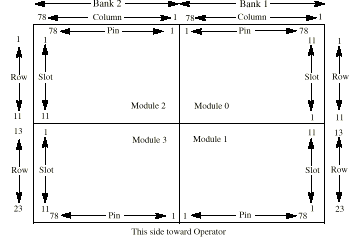 Bank 2 Bank 1
78 Column 1 78 Column 1
78 Pin 1 78 Pin 1
1 1 11 1
Row Slot Slot Row
Module 2 Module 0
11 11 1 11
13 1 11 13
Module 3 Module 1
Row Slot Slot Row
23 11 1 23
78 Pin 1 78 Pin 1
This side toward Operator